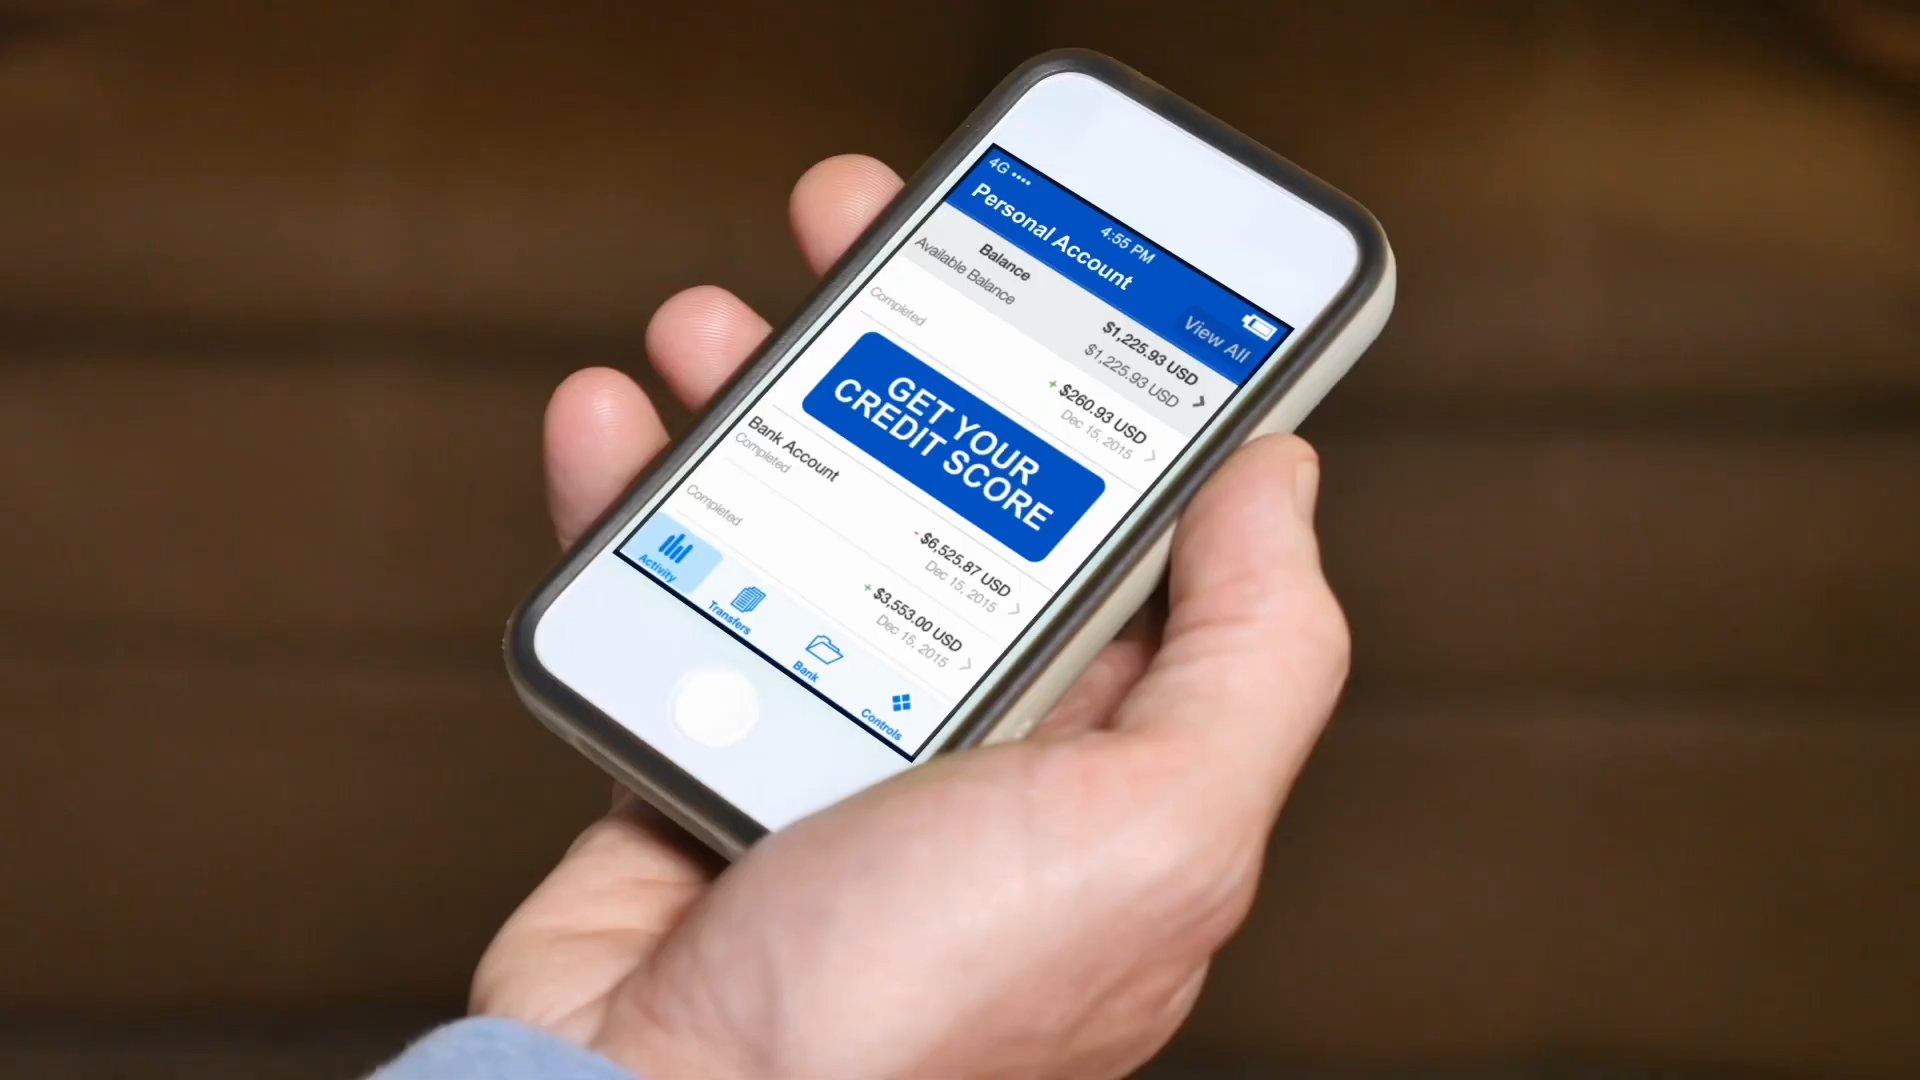 4G
4:55 PM
Personal Account
View All
Balance
$1,225.93 USD
Available Balance
$1,225.93 USD
+ $260.93 USD
Completed
Dec 15, 2015
GET YOUR
CREDIT SCORE
Bank Account
- $6,525.87 USD
Completed
Dec 15, 2015
+ $3,553.00 USD
Completed
Dec 15, 2015
Activity
Transfers
Bank
Controls